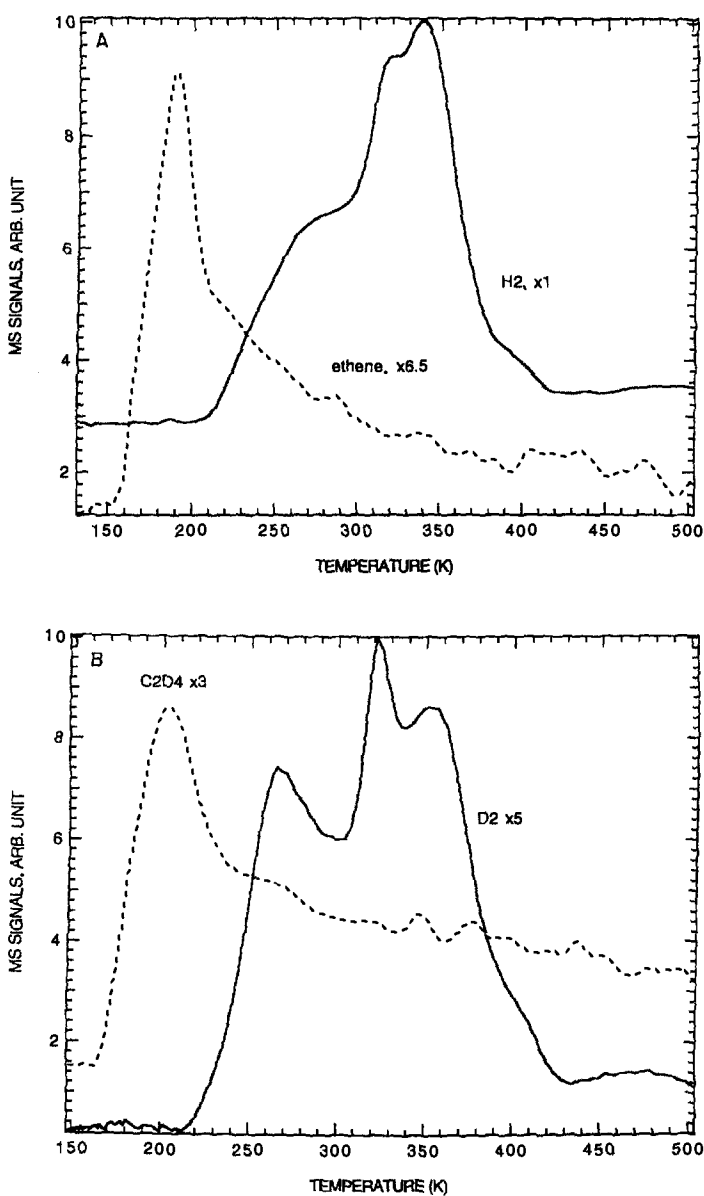 10
A
8
6
4
2
MS SIGNALS, ARB. UNIT
H2, x1
ethene, x6.5
150 200 250 300 350 400 450 500
TEMPERATURE (K)
10
B
C2D4 x3
8
6
4
2
MS SIGNALS, ARB. UNIT
D2 x5
150 200 250 300 350 400 450 500
TEMPERATURE (K)